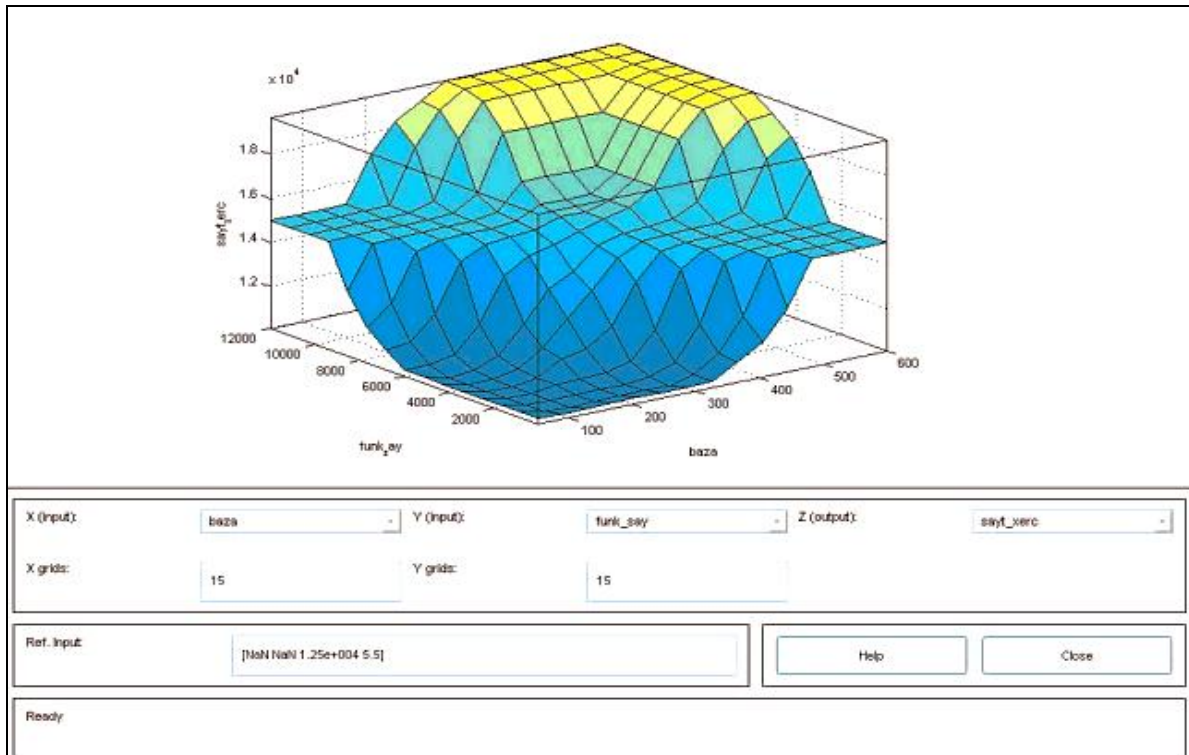 x 10^4
1.8
1.6
1.4
1.2
sayt_xerc
12000
10000
8000
6000
4000
2000
funk_say
100
200
300
400
500
600
baza
X (input): baza Y (input): funk_say Z (output): sayt_xerc
X grids: 15 Y grids: 15
Ref. Input: [NaN NaN 1.25e+004 5.5] Help Close
Ready